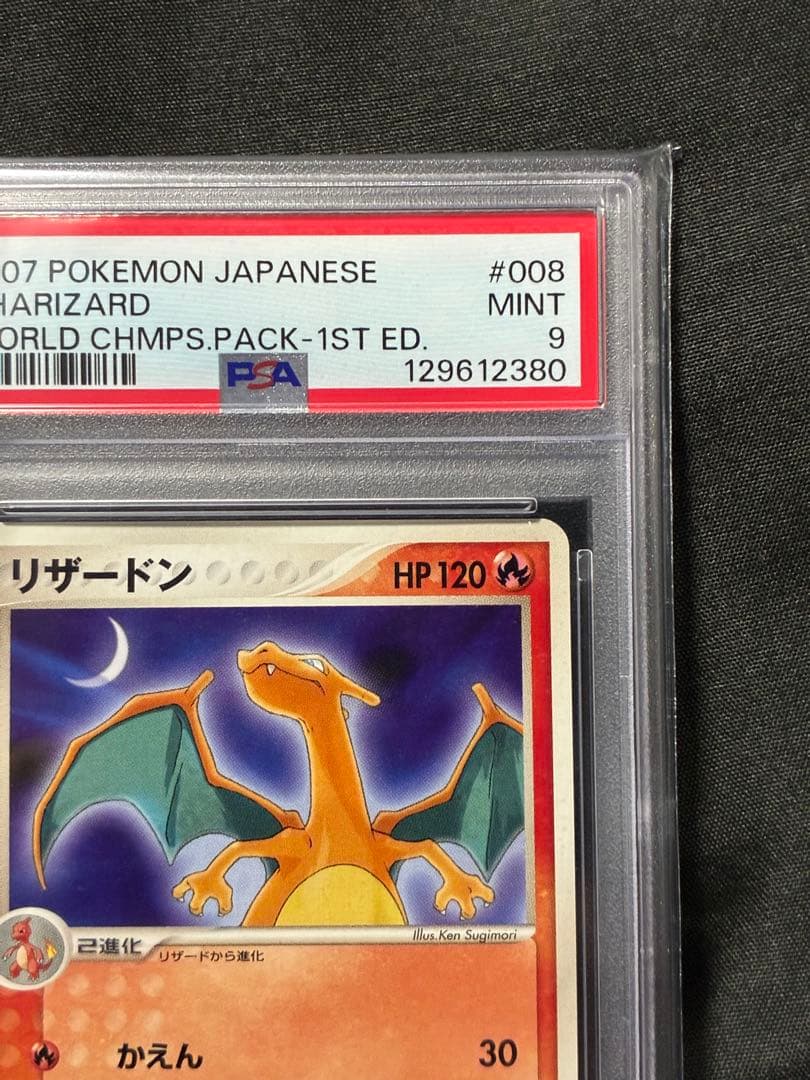 07 POKEMON JAPANESE #008
HARIZARD MINT
ORLD CHMPS.PACK-1ST ED. 9
PSA 129612380
リザードン HP 120
Illus.Ken Sugimori
2進化
リザードから進化
かえん 30